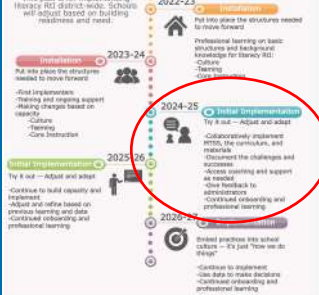 literacy RtI district-wide. Schools
will adjust based on building
readiness and need.
2022-23
Installation
Put into place the structures needed
to move forward
Professional learning on basic
structures and background
knowledge for literacy RtI:
-Culture
-Teaming
-Core Instruction
2023-24
Installation
Put into place the structures
needed to move forward
-First implementers
-Training and ongoing support
-Making changes based on
capacity
-Culture
-Teaming
-Core Instruction
2024-25
Initial Implementation
Try it out — Adjust and adapt
-Collaboratively implement
MTSS, the curriculum, and
materials
-Document the challenges and
successes
-Access coaching and support
as needed
-Give feedback to
administrators
-Continued onboarding and
professional learning
2025-26
Initial Implementation
Try it out — Adjust and adapt
-Continue to build capacity and
implement
-Adjust and refine based on
previous learning and data
-Continued onboarding and
professional learning
2026-27
Implementation
Embed practices into school
culture — it's just "how we do
things"
-Continue to implement
-Use data to make decisions
-Continued onboarding and
professional learning